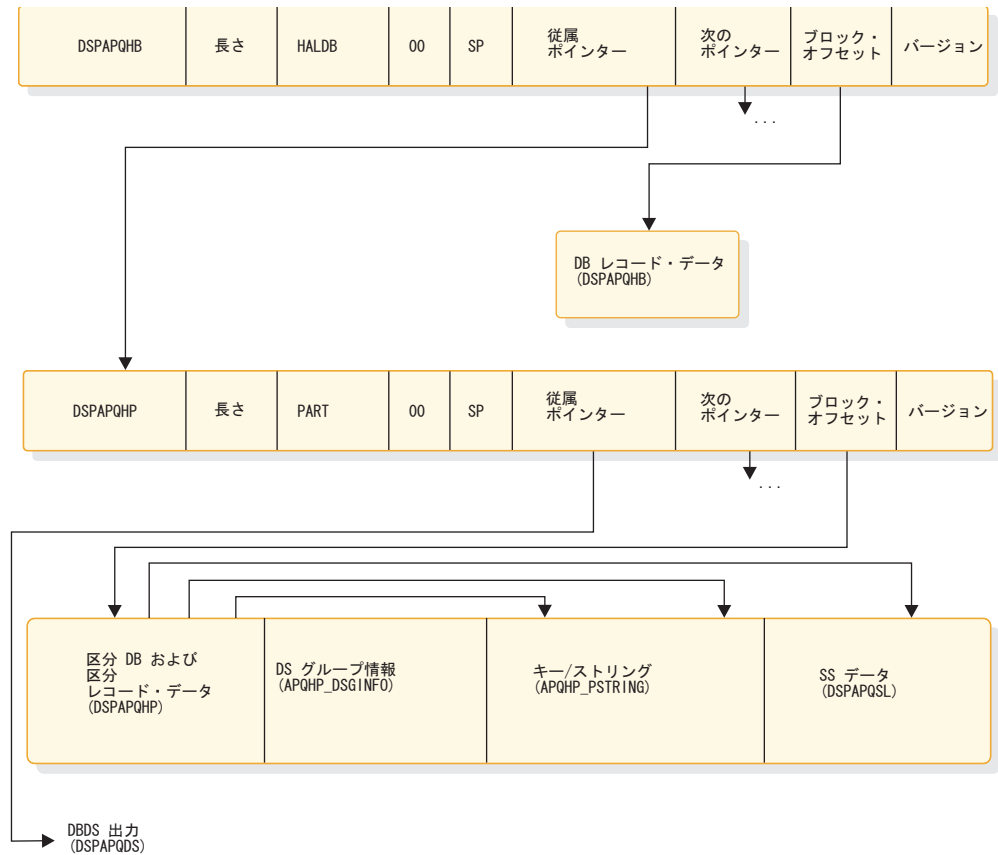 DSPAPQHB
長さ
HALDB
00
SP
従属
ポインター
次の
ポインター
ブロック・
オフセット
バージョン
...
DB レコード・データ
(DSPAPQHB)
DSPAPQHP
長さ
PART
00
SP
従属
ポインター
次の
ポインター
ブロック・
オフセット
バージョン
...
区分 DB および
区分
レコード・データ
(DSPAPQHP)
DS グループ情報
(APQHP_DSGINFO)
キー/ストリング
(APQHP_PSTRING)
SS データ
(DSPAPQSL)
DBDS 出力
(DSPAPQDS)